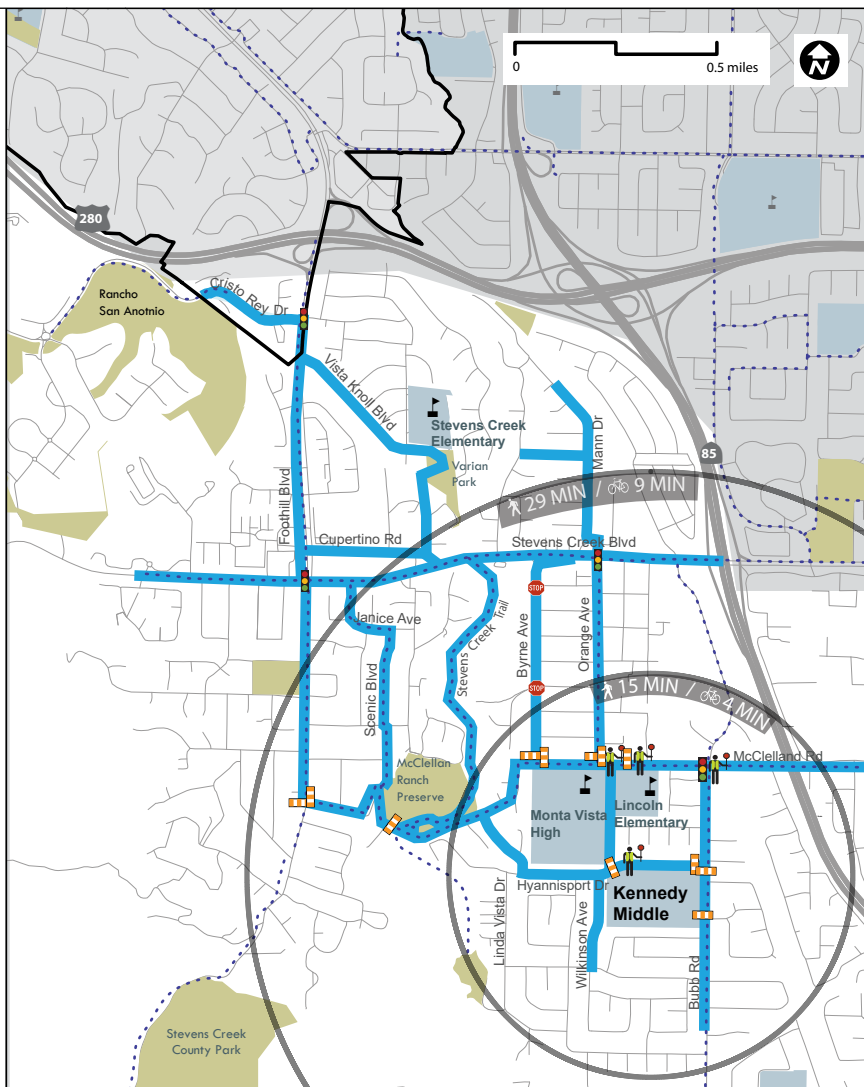 0
0.5 miles
N
280
Rancho
San Anotnio
Cristo Rey Dr
Vista Knoll Blvd
Stevens Creek
Elementary
Varian
Park
Mann Dr
85
29 MIN / 9 MIN
Foothill Blvd
Cupertino Rd
Stevens Creek Blvd
STOP
Janice Ave
Stevens Creek Trail
Byrne Ave
Orange Ave
STOP
15 MIN / 4 MIN
Scenic Blvd
McClellan
Ranch
Preserve
McClelland Rd
Monta Vista
High
Lincoln
Elementary
Hyannisport Dr
Kennedy
Middle
Linda Vista Dr
Wilkinson Ave
Bubb Rd
Stevens Creek
County Park